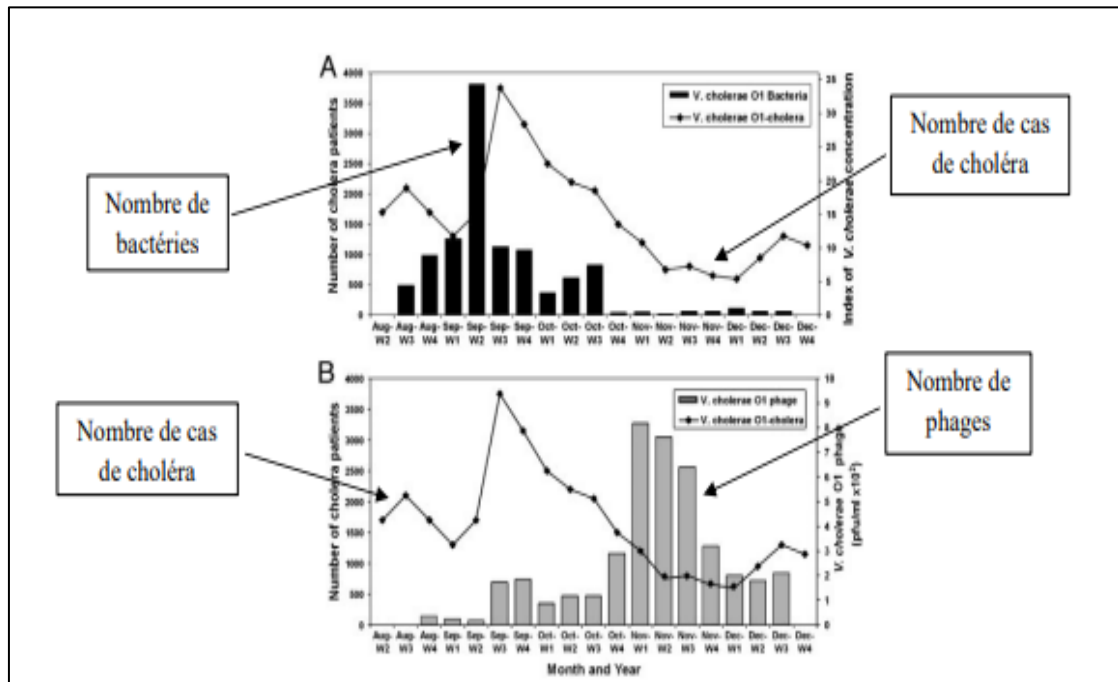 A
4000
3500
3000
2500
2000
1500
1000
500
0
Number of cholera patients
V. cholerae O1 Bacteria
V. cholerae O1-cholera
35
30
25
20
15
10
5
0
Index of V. cholerae concentration
Nombre de
bactéries
Nombre de cas
de choléra
Aug- Aug- Aug- Sep- Sep- Sep- Sep- Oct- Oct- Oct- Oct- Nov- Nov- Nov- Nov- Dec- Dec- Dec- Dec-
W2 W3 W4 W1 W2 W3 W4 W1 W2 W3 W4 W1 W2 W3 W4 W1 W2 W3 W4
B
4000
3500
3000
2500
2000
1500
1000
500
0
Number of cholera patients
V. cholerae O1 phage
V. cholerae O1-cholera
10
9
8
7
6
5
4
3
2
1
0
V. cholerae O1 phage
(pfu/ml x10²)
Nombre de cas
de choléra
Nombre de
phages
Aug- Aug- Aug- Sep- Sep- Sep- Sep- Oct- Oct- Oct- Oct- Nov- Nov- Nov- Nov- Dec- Dec- Dec- Dec-
W2 W3 W4 W1 W2 W3 W4 W1 W2 W3 W4 W1 W2 W3 W4 W1 W2 W3 W4
Month and Year